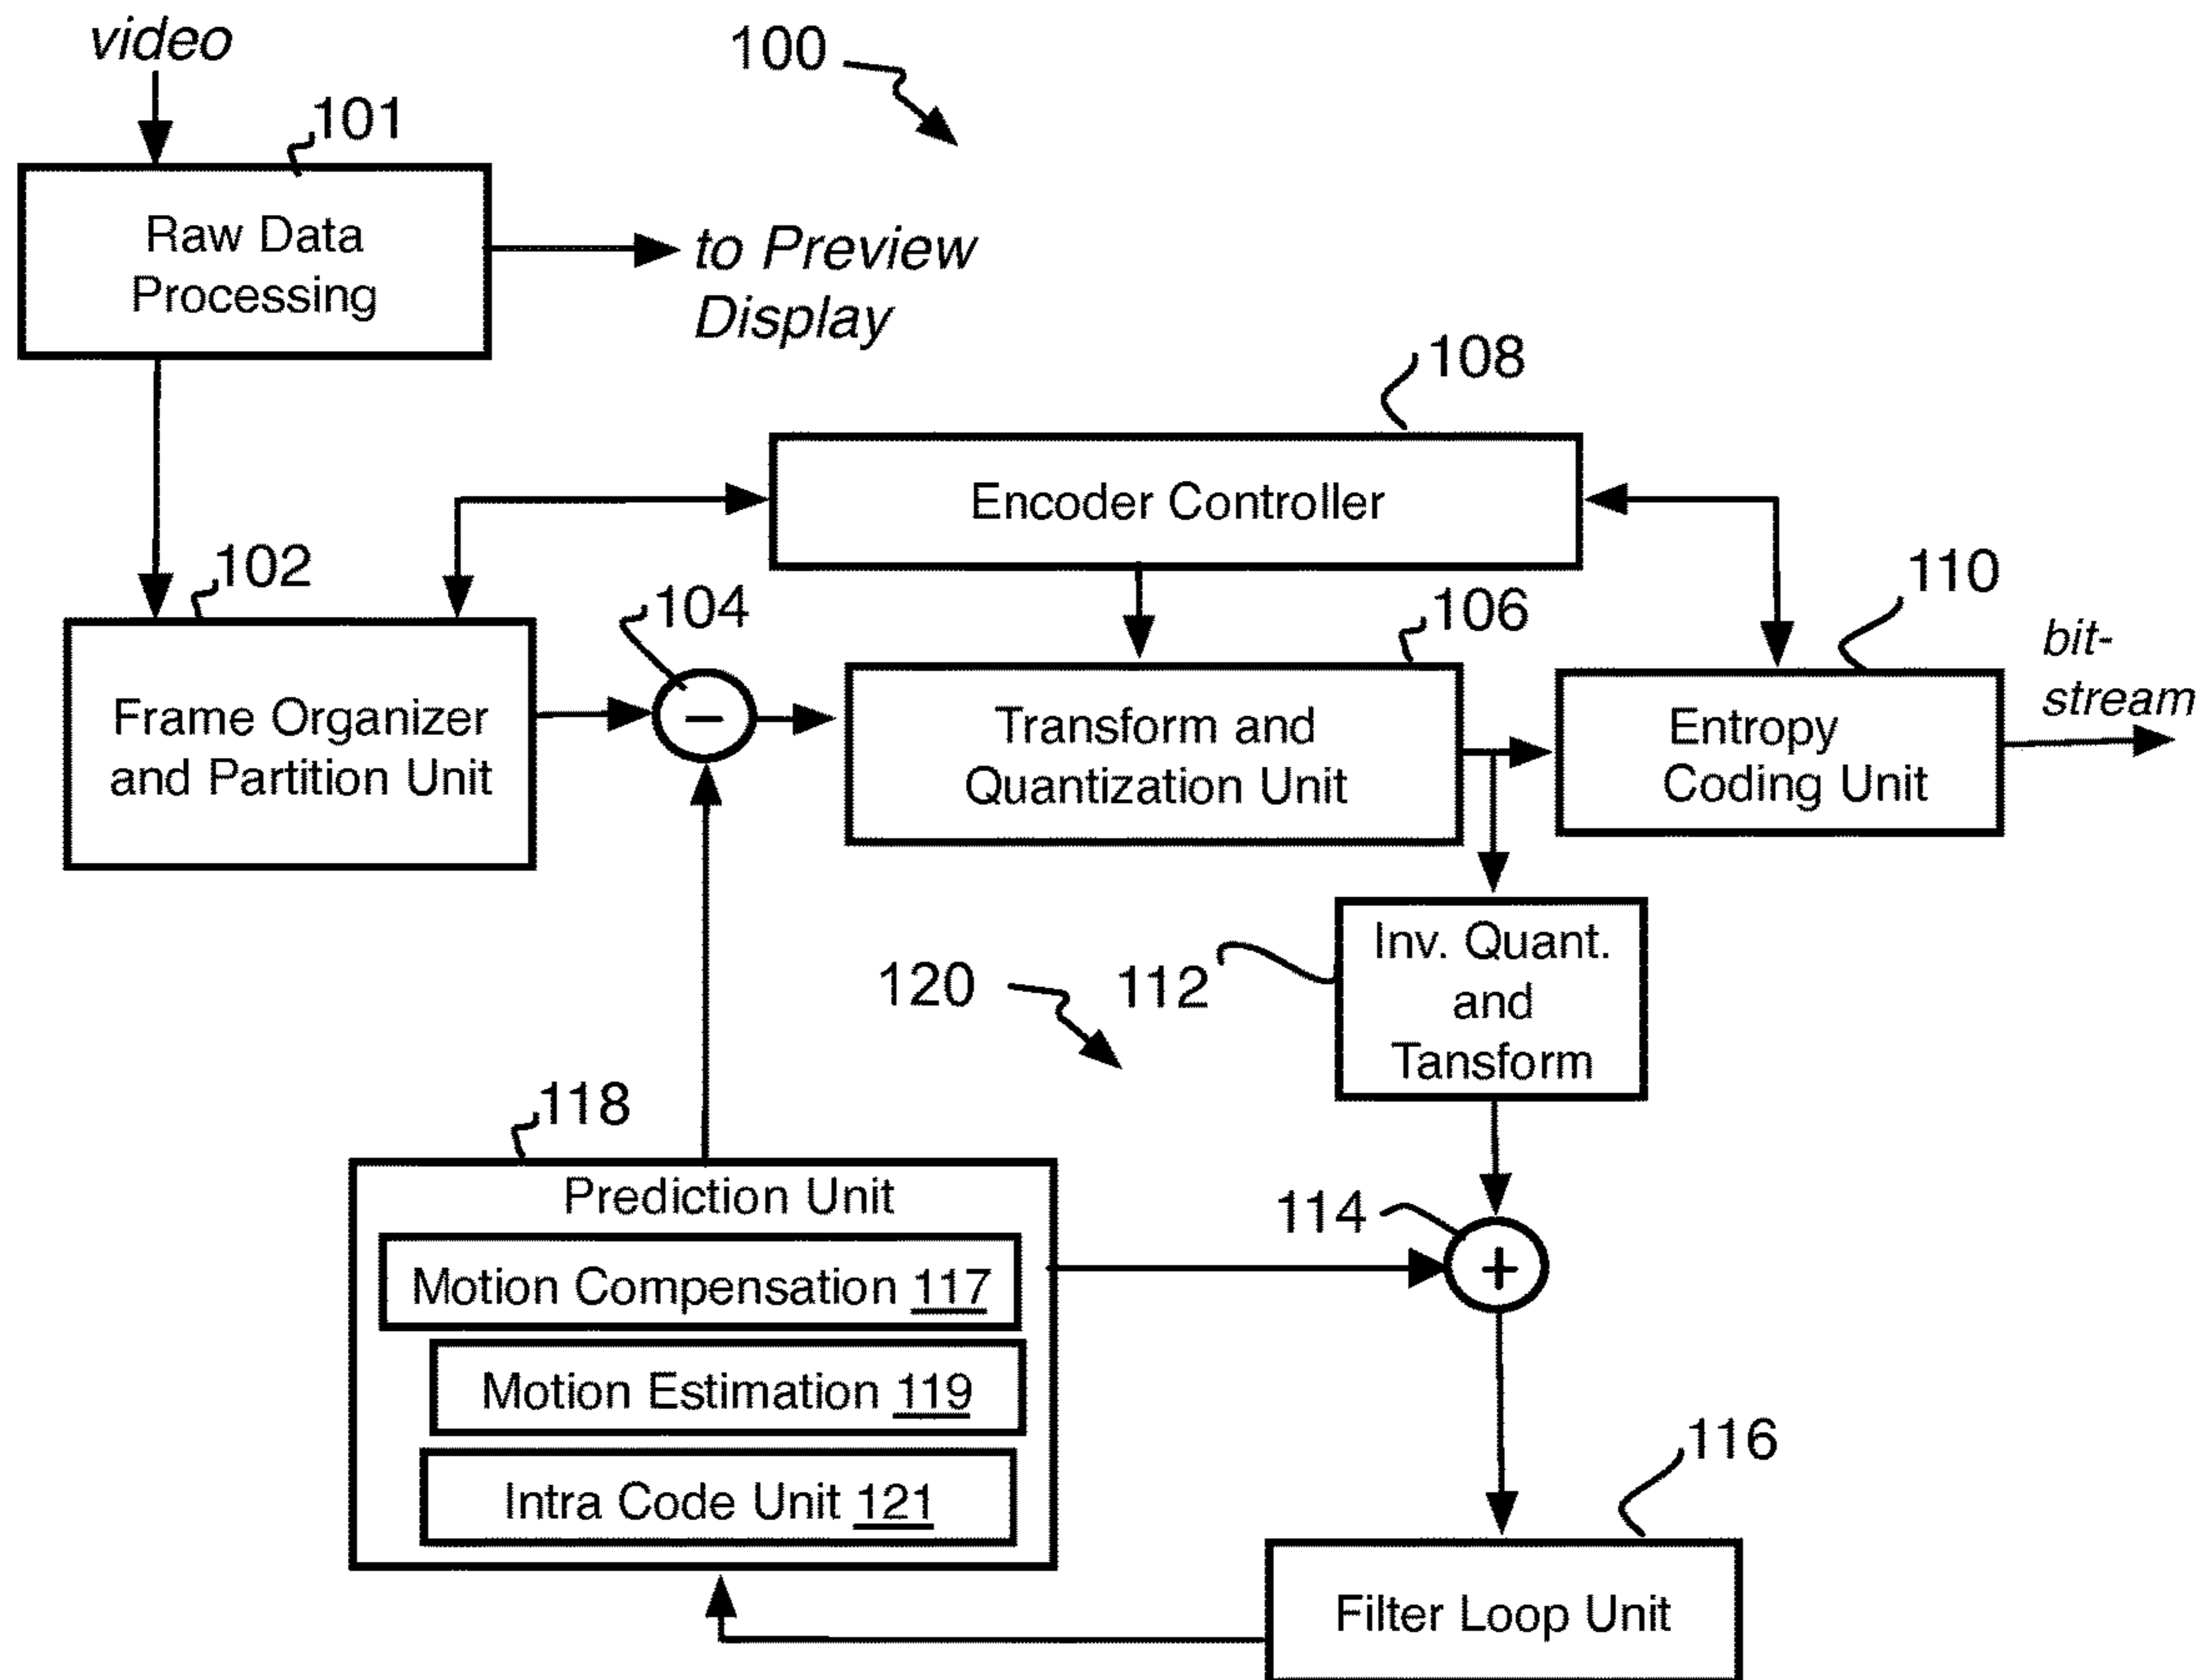 video
100
101
Raw Data
Processing
to Preview
Display
108
Encoder Controller
102
104
106
110
bit-
stream
Frame Organizer
and Partition Unit
-
Transform and
Quantization Unit
Entropy
Coding Unit
120
112
Inv. Quant.
and
Tansform
118
Prediction Unit
114
+
Motion Compensation 117
Motion Estimation 119
Intra Code Unit 121
116
Filter Loop Unit